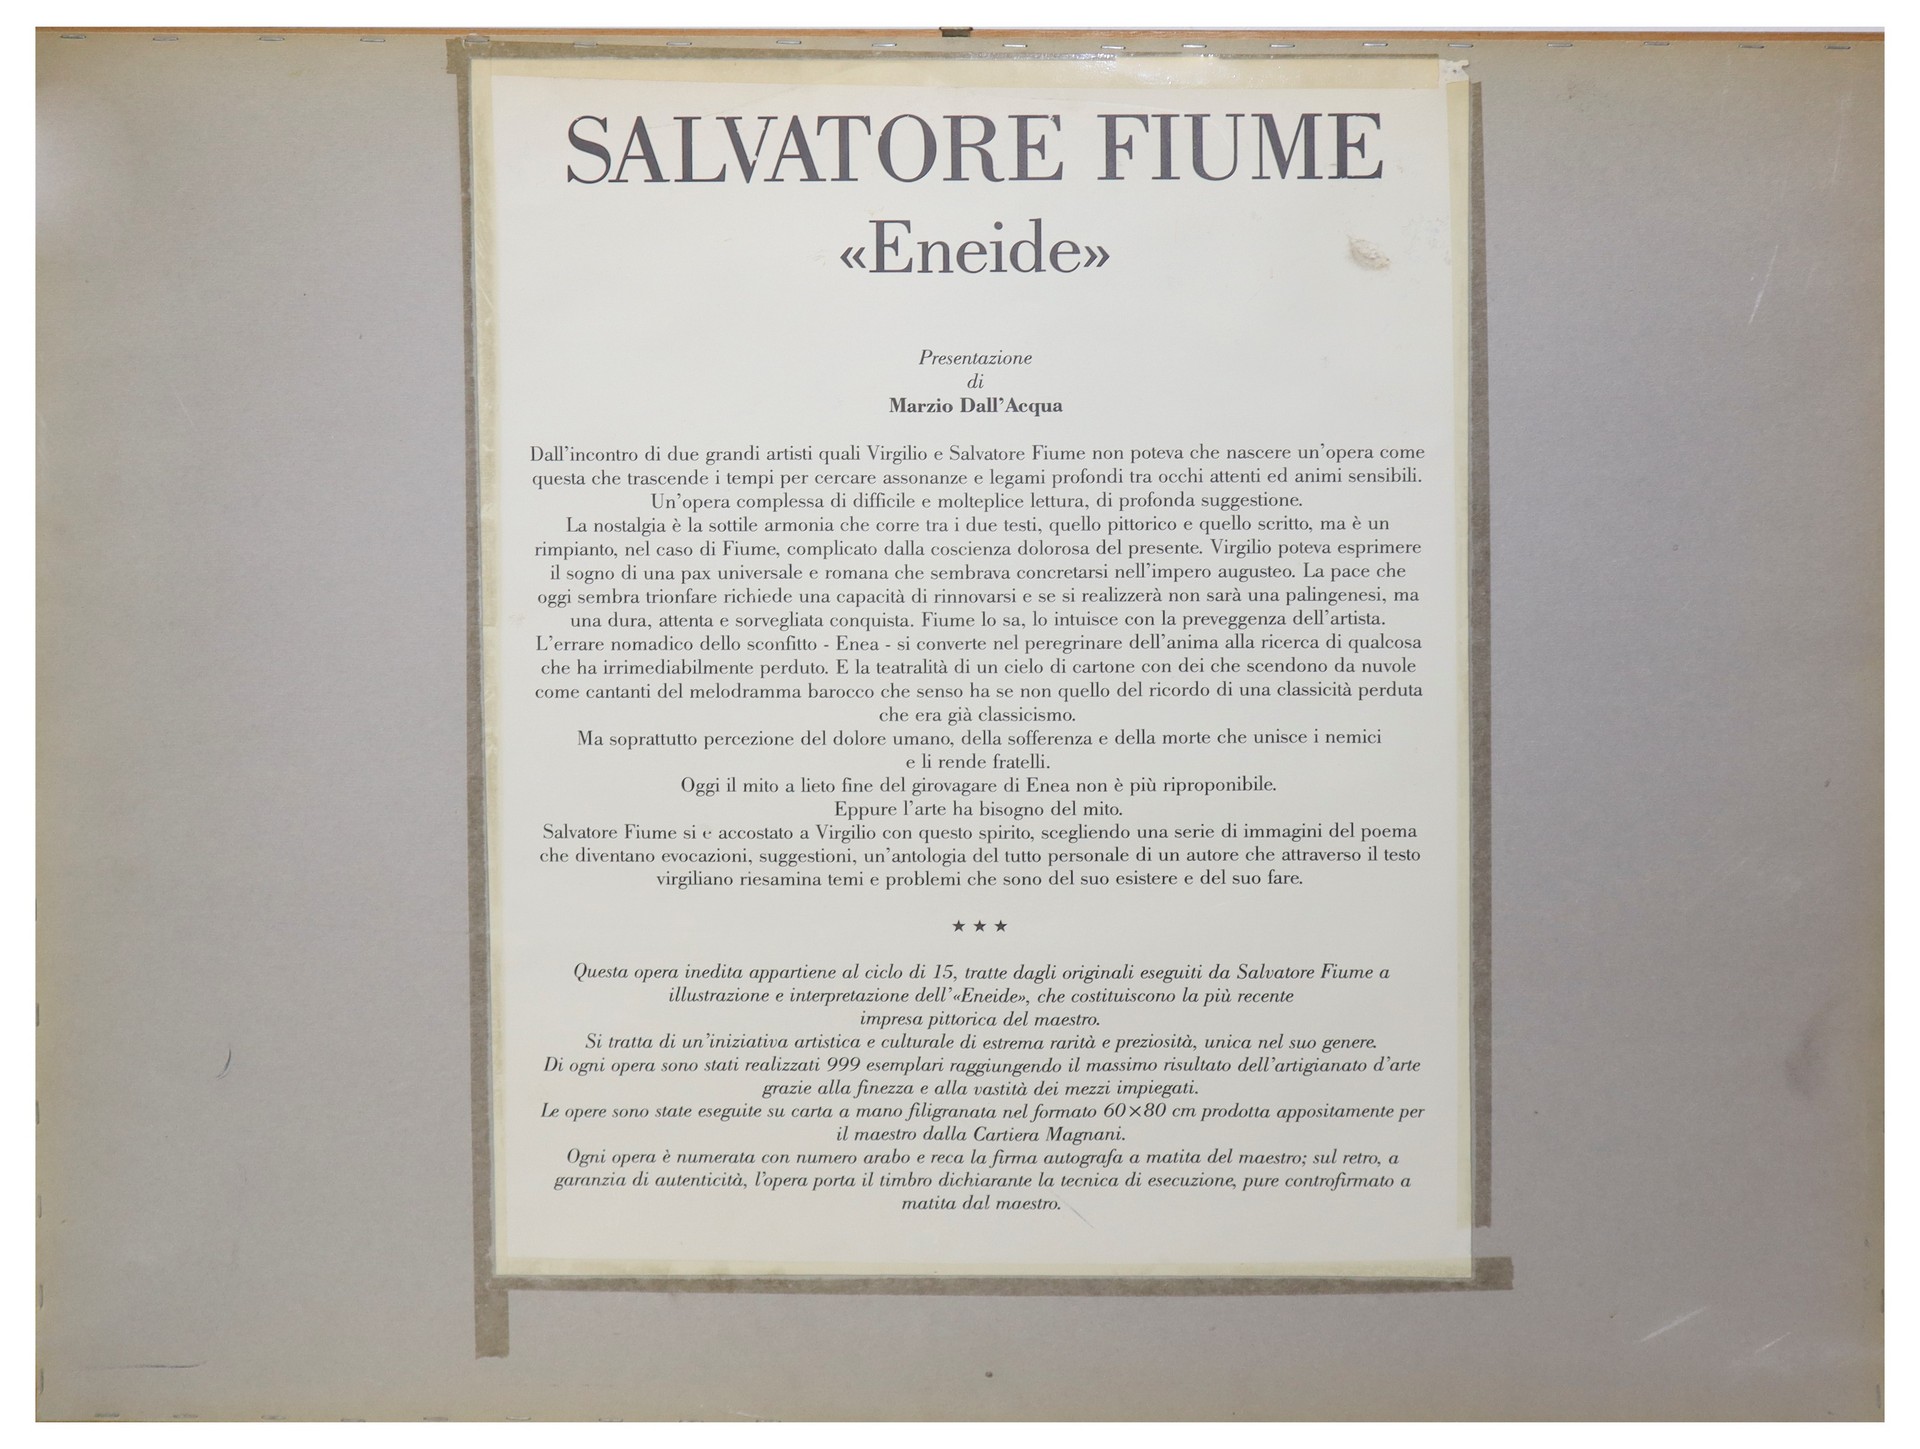 SALVATORE FIUME
«Eneide»
Presentazione
di
Marzio Dall'Acqua
Dall'incontro di due grandi artisti quali Virgilio e Salvatore Fiume non poteva che nascere un'opera come
questa che trascende i tempi per cercare assonanze e legami profondi tra occhi attenti ed animi sensibili.
Un'opera complessa di difficile e molteplice lettura, di profonda suggestione.
La nostalgia è la sottile armonia che corre tra i due testi, quello pittorico e quello scritto, ma è un
rimpianto, nel caso di Fiume, complicato dalla coscienza dolorosa del presente. Virgilio poteva esprimere
il sogno di una pax universale e romana che sembrava concretarsi nell'impero augusteo. La pace che
oggi sembra trionfare richiede una capacità di rinnovarsi e se si realizzerà non sarà una palingenesi, ma
una dura, attenta e sorvegliata conquista. Fiume lo sa, lo intuisce con la preveggenza dell'artista.
L'errare nomadico dello sconfitto - Enea - si converte nel peregrinare dell'anima alla ricerca di qualcosa
che ha irrimediabilmente perduto. E la teatralità di un cielo di cartone con dei che scendono da nuvole
come cantanti del melodramma barocco che senso ha se non quello del ricordo di una classicità perduta
che era già classicismo.
Ma soprattutto percezione del dolore umano, della sofferenza e della morte che unisce i nemici
e li rende fratelli.
Oggi il mito a lieto fine del girovagare di Enea non è più riproponibile.
Eppure l'arte ha bisogno del mito.
Salvatore Fiume si è accostato a Virgilio con questo spirito, scegliendo una serie di immagini del poema
che diventano evocazioni, suggestioni, un'antologia del tutto personale di un autore che attraverso il testo
virgiliano riesamina temi e problemi che sono del suo esistere e del suo fare.
★ ★ ★
Questa opera inedita appartiene al ciclo di 15, tratte dagli originali eseguiti da Salvatore Fiume a
illustrazione e interpretazione dell'«Eneide», che costituiscono la più recente
impresa pittorica del maestro.
Si tratta di un'iniziativa artistica e culturale di estrema rarità e preziosità, unica nel suo genere.
Di ogni opera sono stati realizzati 999 esemplari raggiungendo il massimo risultato dell'artigianato d'arte
grazie alla finezza e alla vastità dei mezzi impiegati.
Le opere sono state eseguite su carta a mano filigranata nel formato 60×80 cm prodotta appositamente per
il maestro dalla Cartiera Magnani.
Ogni opera è numerata con numero arabo e reca la firma autografa a matita del maestro; sul retro, a
garanzia di autenticità, l'opera porta il timbro dichiarante la tecnica di esecuzione, pure controfirmato a
matita dal maestro.